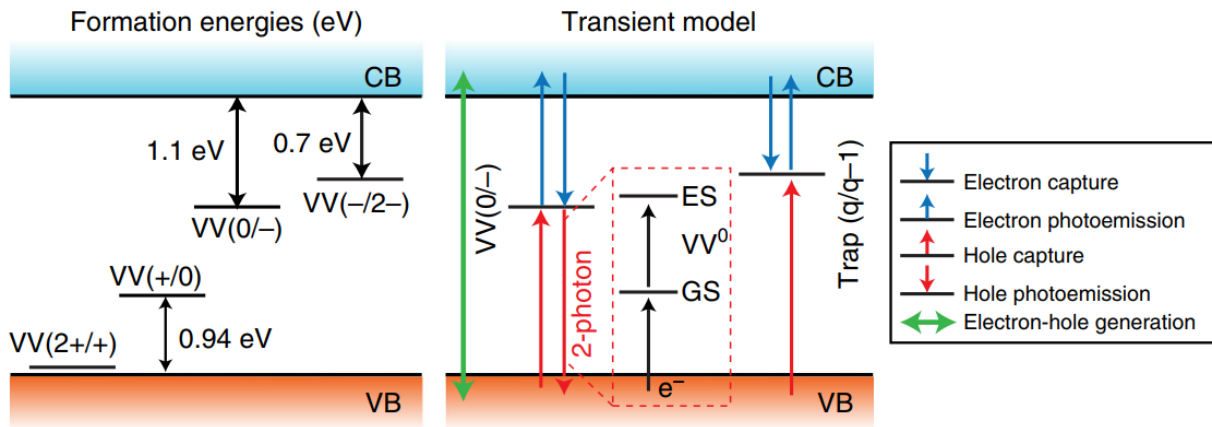 Formation energies (eV)
CB
1.1 eV
0.7 eV
VV(0/–)
VV(–/2–)
VV(+/0)
VV(2+/+)
0.94 eV
VB
Transient model
CB
VV(0/–)
2-photon
ES
VV⁰
GS
e⁻
Trap (q/q–1)
VB
Electron capture
Electron photoemission
Hole capture
Hole photoemission
Electron-hole generation